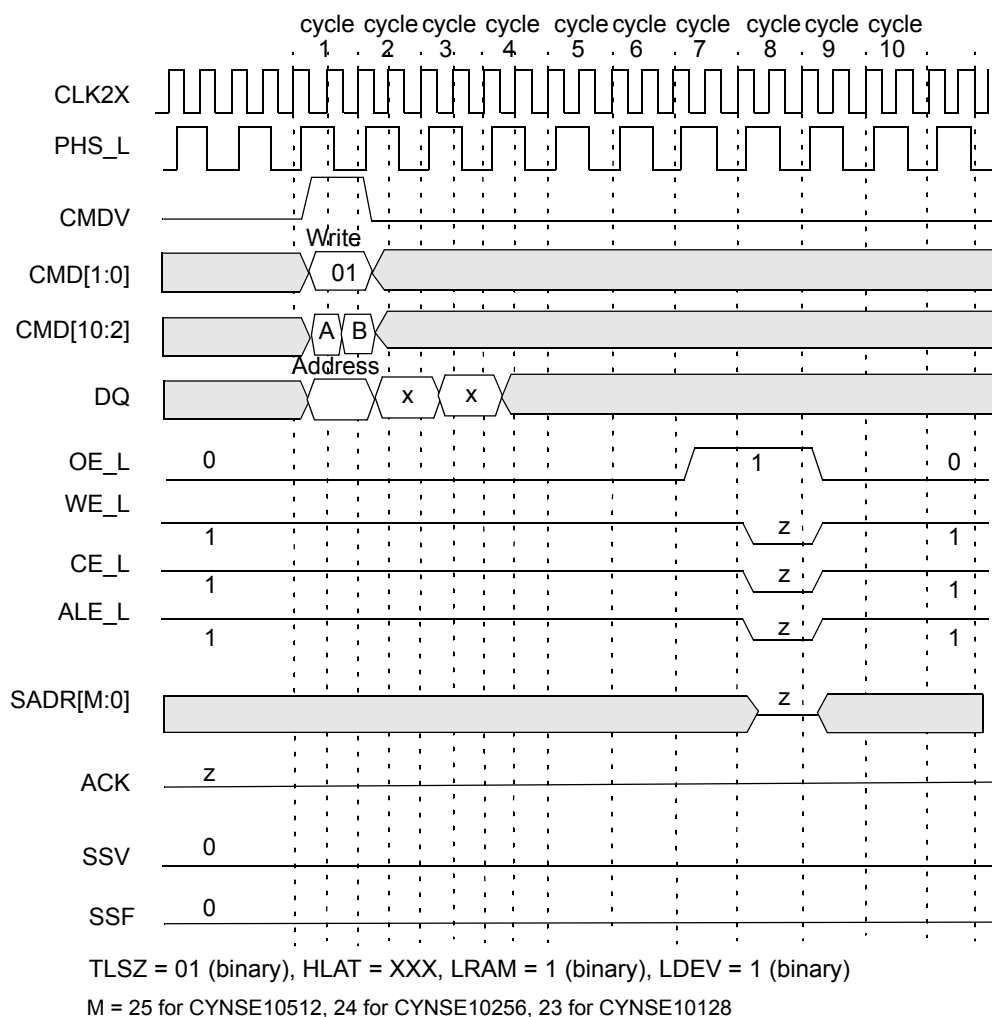 cycle cycle cycle cycle cycle cycle cycle cycle cycle cycle
1 2 3 4 5 6 7 8 9 10
CLK2X
PHS_L
CMDV
Write
CMD[1:0] 01
CMD[10:2] A B
Address
DQ x x
OE_L 0 1 0
WE_L 1 z 1
CE_L 1 z 1
ALE_L 1 z 1
SADR[M:0] z
ACK z
SSV 0
SSF 0
TLSZ = 01 (binary), HLAT = XXX, LRAM = 1 (binary), LDEV = 1 (binary)
M = 25 for CYNSE10512, 24 for CYNSE10256, 23 for CYNSE10128